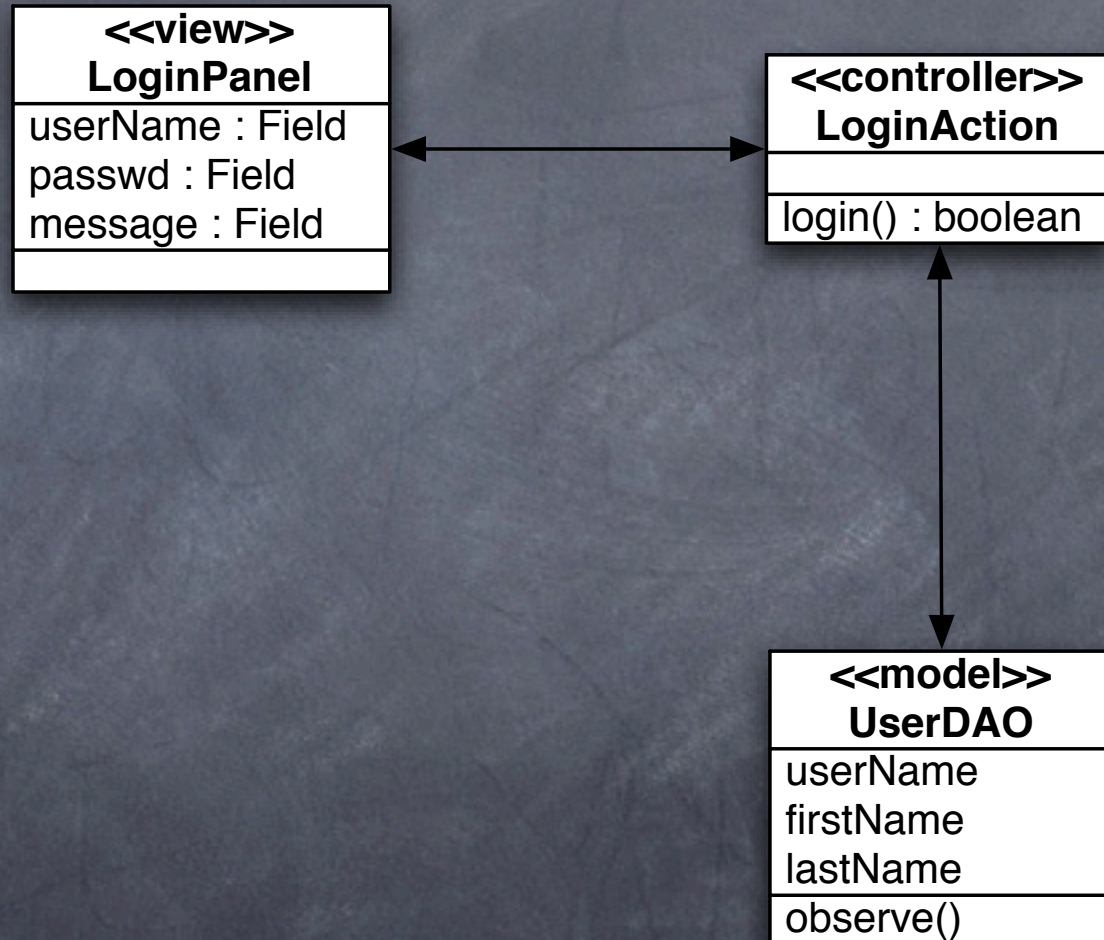 <<view>>
LoginPanel
userName : Field
passwd : Field
message : Field
<<controller>>
LoginAction
login() : boolean
<<model>>
UserDAO
userName
firstName
lastName
observe()